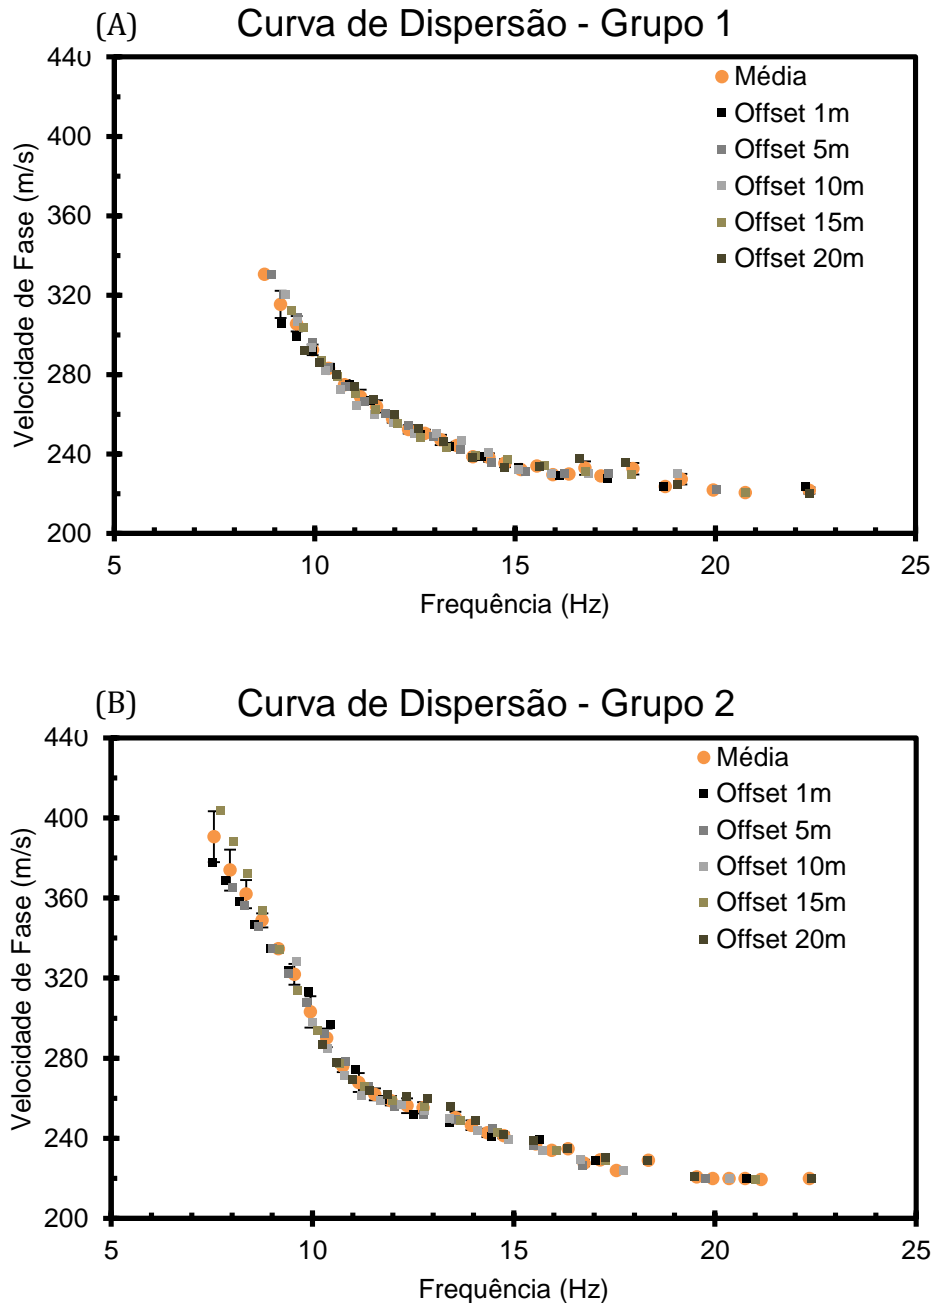 (A) Curva de Dispersão - Grupo 1
440
400
360
320
280
240
200
Velocidade de Fase (m/s)
Média
Offset 1m
Offset 5m
Offset 10m
Offset 15m
Offset 20m
5 10 15 20 25
Frequência (Hz)
(B) Curva de Dispersão - Grupo 2
440
400
360
320
280
240
200
Velocidade de Fase (m/s)
Média
Offset 1m
Offset 5m
Offset 10m
Offset 15m
Offset 20m
5 10 15 20 25
Frequência (Hz)